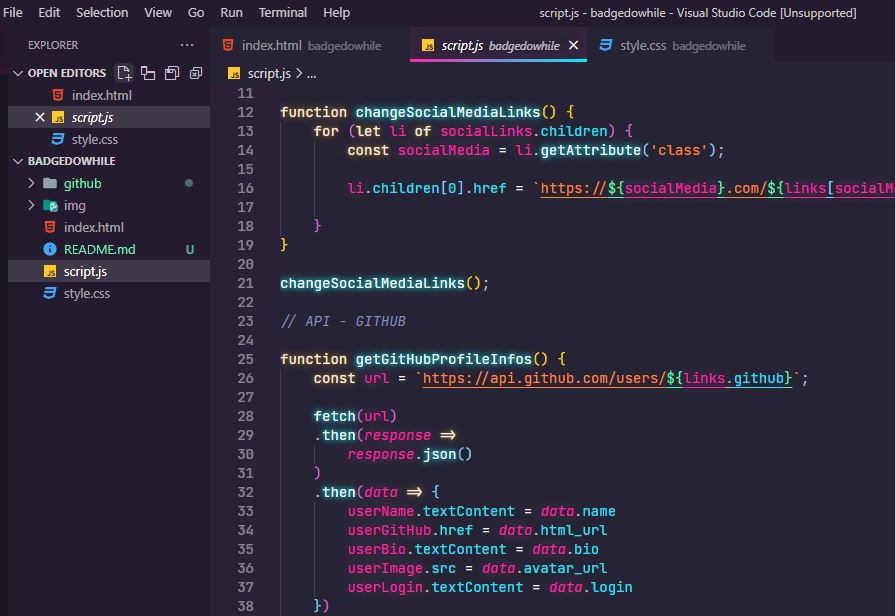 File Edit Selection View Go Run Terminal Help script.js - badgedowhile - Visual Studio Code [Unsupported]
EXPLORER ...
index.html badgedowhile
JS script.js badgedowhile ✕
style.css badgedowhile
OPEN EDITORS
index.html
✕ JS script.js
style.css
BADGEDOWHILE
github
img
index.html
README.md U
JS script.js
style.css
JS script.js > ...
11
12 function changeSocialMediaLinks() {
13 for (let li of socialLinks.children) {
14 const socialMedia = li.getAttribute('class');
15
16 li.children[0].href = `https://${socialMedia}.com/${links[socialM
17
18 }
19 }
20
21 changeSocialMediaLinks();
22
23 // API - GITHUB
24
25 function getGitHubProfileInfos() {
26 const url = `https://api.github.com/users/${links.github}`;
27
28 fetch(url)
29 .then(response =>
30 response.json()
31 )
32 .then(data => {
33 userName.textContent = data.name
34 userGitHub.href = data.html_url
35 userBio.textContent = data.bio
36 userImage.src = data.avatar_url
37 userLogin.textContent = data.login
38 })